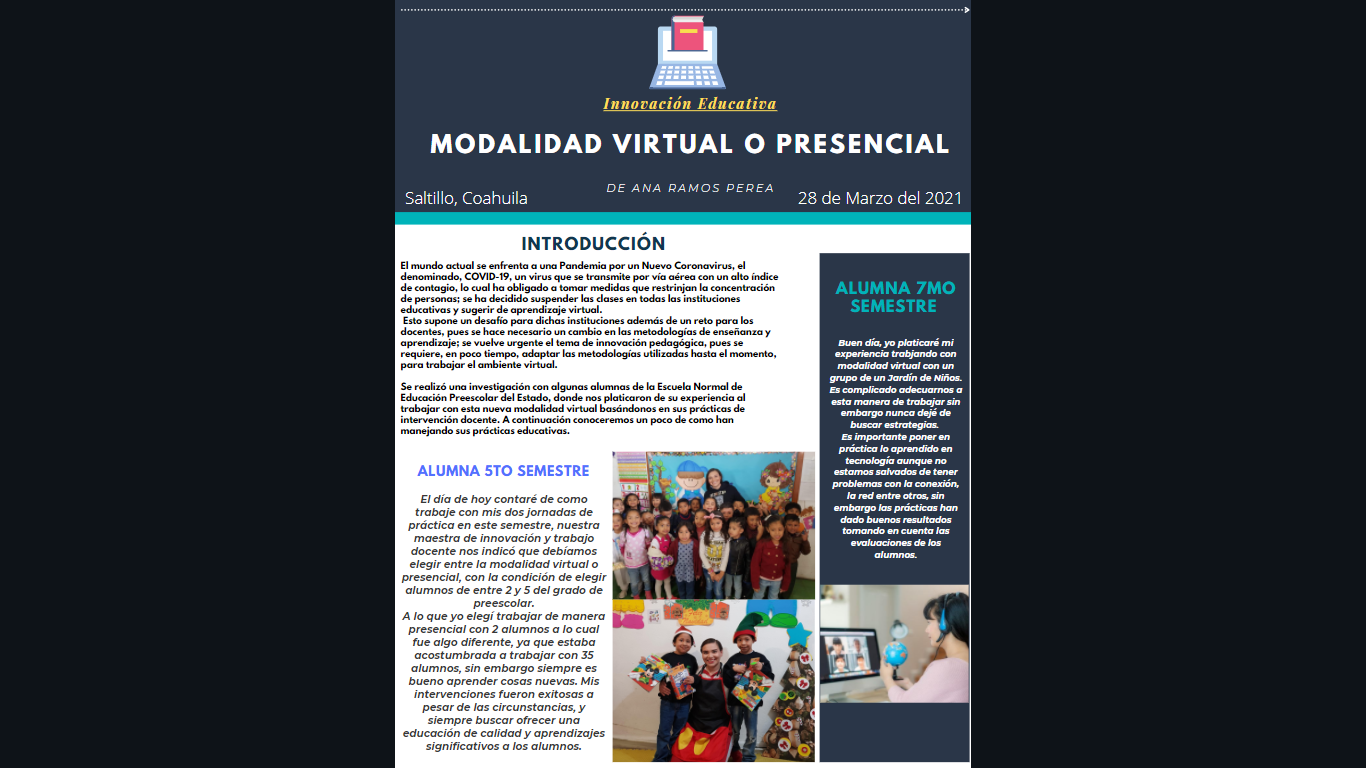 Innovación Educativa
MODALIDAD VIRTUAL O PRESENCIAL
DE ANA RAMOS PEREA
Saltillo, Coahuila
28 de Marzo del 2021
INTRODUCCIÓN
El mundo actual se enfrenta a una Pandemia por un Nuevo Coronavirus, el
denominado, COVID-19, un virus que se transmite por vía aérea con un alto índice
de contagio, lo cual ha obligado a tomar medidas que restrinjan la concentración
de personas; se ha decidido suspender las clases en todas las instituciones
educativas y sugerir de aprendizaje virtual.
Esto supone un desafío para dichas instituciones además de un reto para los
docentes, pues se hace necesario un cambio en las metodologías de enseñanza y
aprendizaje; se vuelve urgente el tema de innovación pedagógica, pues se
requiere, en poco tiempo, adaptar las metodologías utilizadas hasta el momento,
para trabajar el ambiente virtual.
Se realizó una investigación con algunas alumnas de la Escuela Normal de
Educación Preescolar del Estado, donde nos platicaron de su experiencia al
trabajar con esta nueva modalidad virtual basándonos en sus prácticas de
intervención docente. A continuación conoceremos un poco de como han
manejando sus prácticas educativas.
ALUMNA 5TO SEMESTRE
El día de hoy contaré de como
trabaje con mis dos jornadas de
práctica en este semestre, nuestra
maestra de innovación y trabajo
docente nos indicó que debíamos
elegir entre la modalidad virtual o
presencial, con la condición de elegir
alumnos de entre 2 y 5 del grado de
preescolar.
A lo que yo elegí trabajar de manera
presencial con 2 alumnos a lo cual
fue algo diferente, ya que estaba
acostumbrada a trabajar con 35
alumnos, sin embargo siempre es
bueno aprender cosas nuevas. Mis
intervenciones fueron exitosas a
pesar de las circunstancias, y
siempre buscar ofrecer una
educación de calidad y aprendizajes
significativos a los alumnos.
ALUMNA 7MO
SEMESTRE
Buen día, yo platicaré mi
experiencia trabjando con
modalidad virtual con un
grupo de un Jardín de Niños.
Es complicado adecuarnos a
esta manera de trabajar sin
embargo nunca dejé de
buscar estrategias.
Es importante poner en
práctica lo aprendido en
tecnología aunque no
estamos salvados de tener
problemas con la conexión,
la red entre otros, sin
embargo las prácticas han
dado buenos resultados
tomando en cuenta las
evaluaciones de los
alumnos.